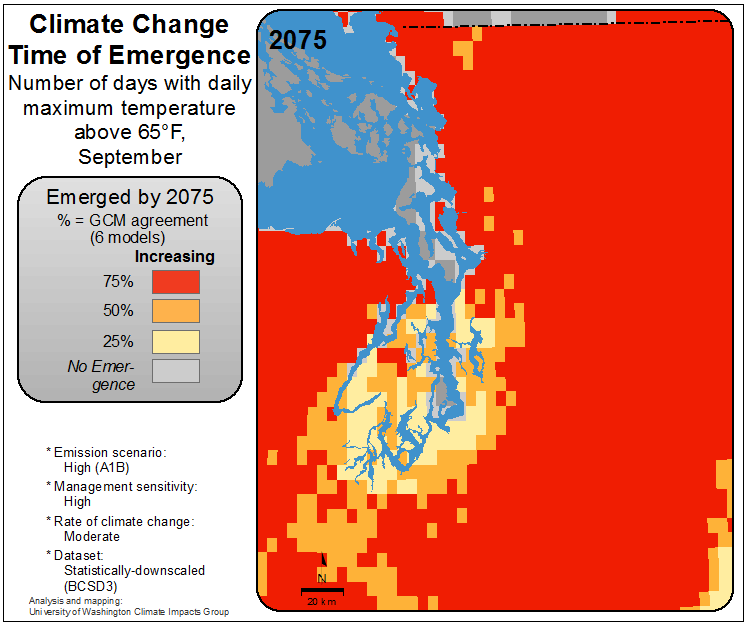 Climate Change
Time of Emergence
Number of days with daily
maximum temperature
above 65°F,
September
Emerged by 2075
% = GCM agreement
(6 models)
Increasing
75%
50%
25%
No Emer-
gence
* Emission scenario:
High (A1B)
* Management sensitivity:
High
* Rate of climate change:
Moderate
* Dataset:
Statistically-downscaled
(BCSD3)
Analysis and mapping:
University of Washington Climate Impacts Group
2075
N
20 km